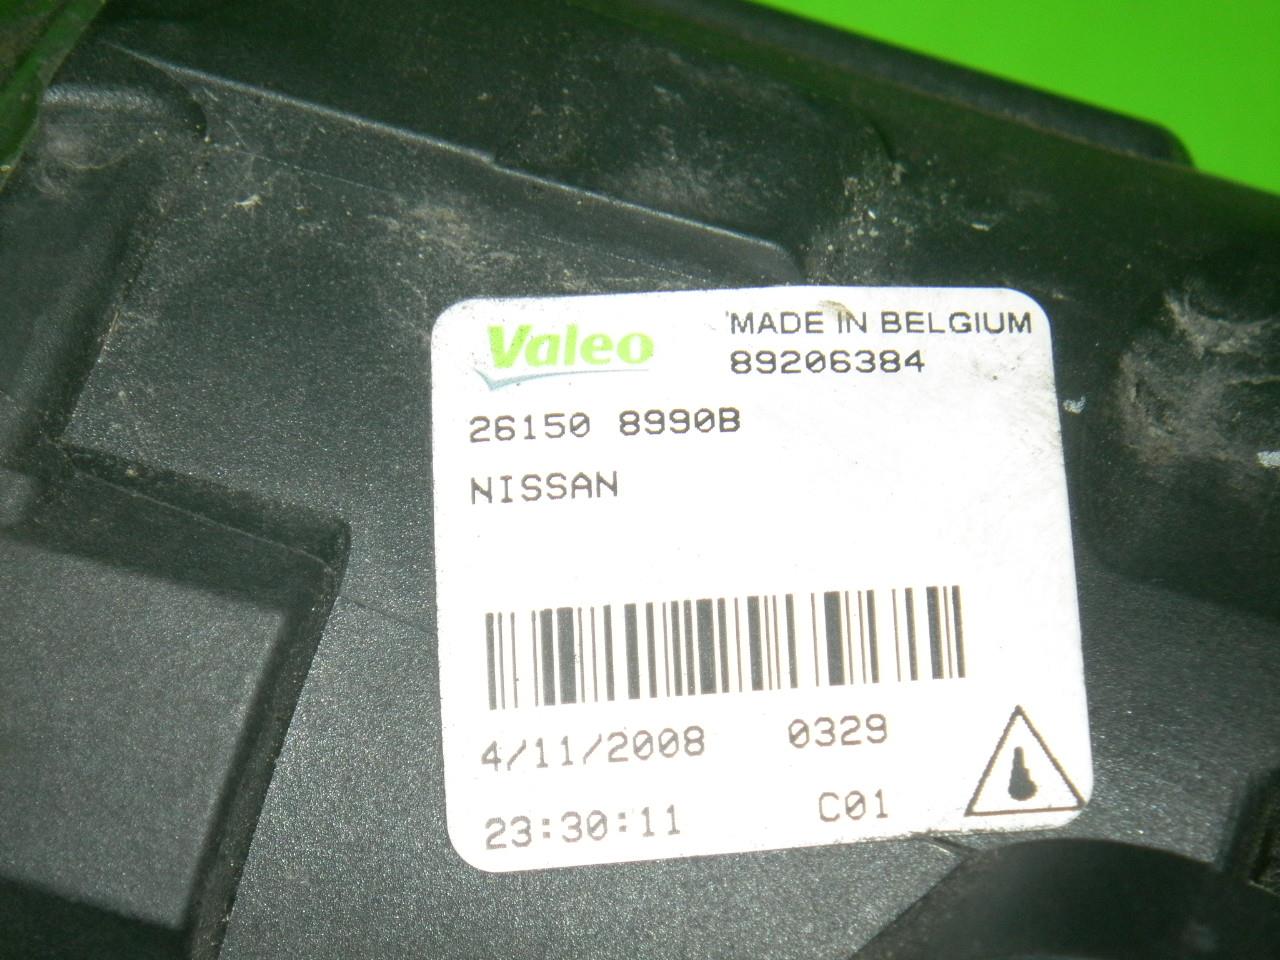 Valeo MADE IN BELGIUM
89206384
26150 8990B
NISSAN
4/11/2008 0329
23:30:11 C01